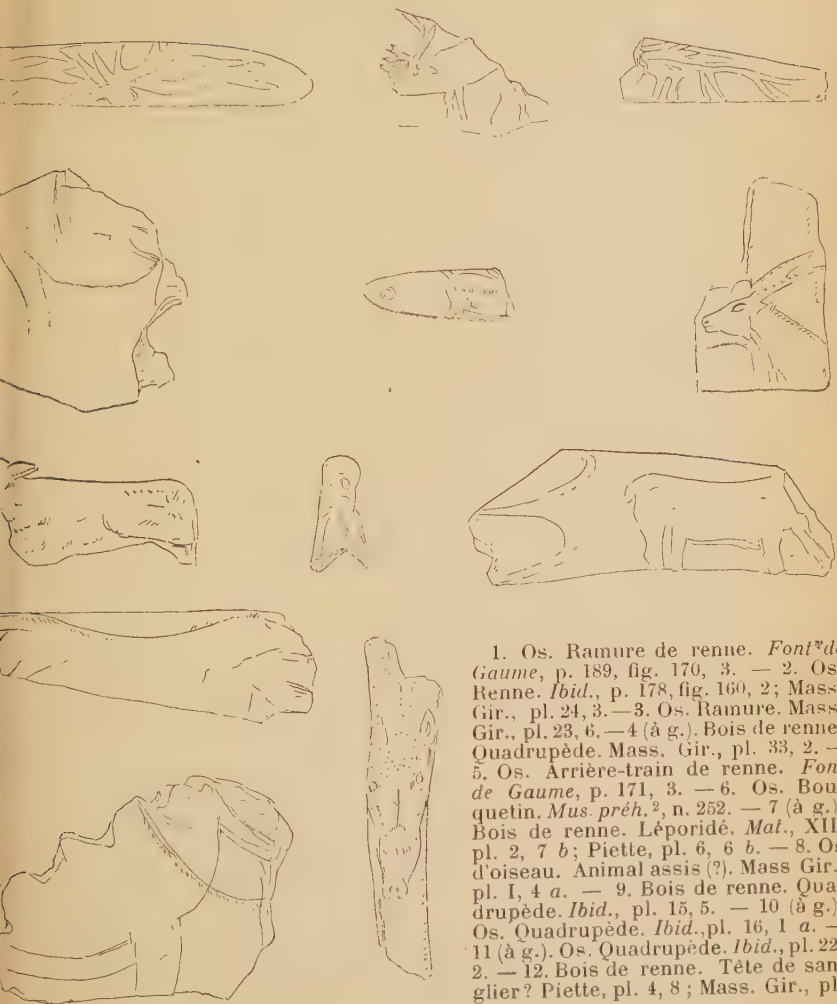 1. Os. Ramure de renne. Font de
Gaume, p. 189, fig. 170, 3. — 2. Os
Renne. Ibid., p. 178, fig. 160, 2; Mass
Gir., pl. 24, 3.—3. Os. Ramure. Mass
Gir., pl. 23, 6.—4 (à g.). Bois de renne
Quadrupède. Mass. Gir., pl. 33, 2. —
5. Os. Arrière-train de renne. Fon
de Gaume, p. 171, 3. — 6. Os. Bou
quetin. Mus. préh.², n. 252. — 7 (à g.)
Bois de renne. Léporidé. Mat., XII
pl. 2, 7 b; Piette, pl. 6, 6 b. — 8. Os
d'oiseau. Animal assis (?). Mass Gir.
pl. I, 4 a. — 9. Bois de renne. Qua
drupède. Ibid., pl. 15, 5. — 10 (à g.)
Os. Quadrupède. Ibid., pl. 16, 1 a. —
11 (à g.). Os. Quadrupède. Ibid., pl. 22
2. — 12. Bois de renne. Tête de san
glier? Piette, pl. 4, 8; Mass. Gir., pl